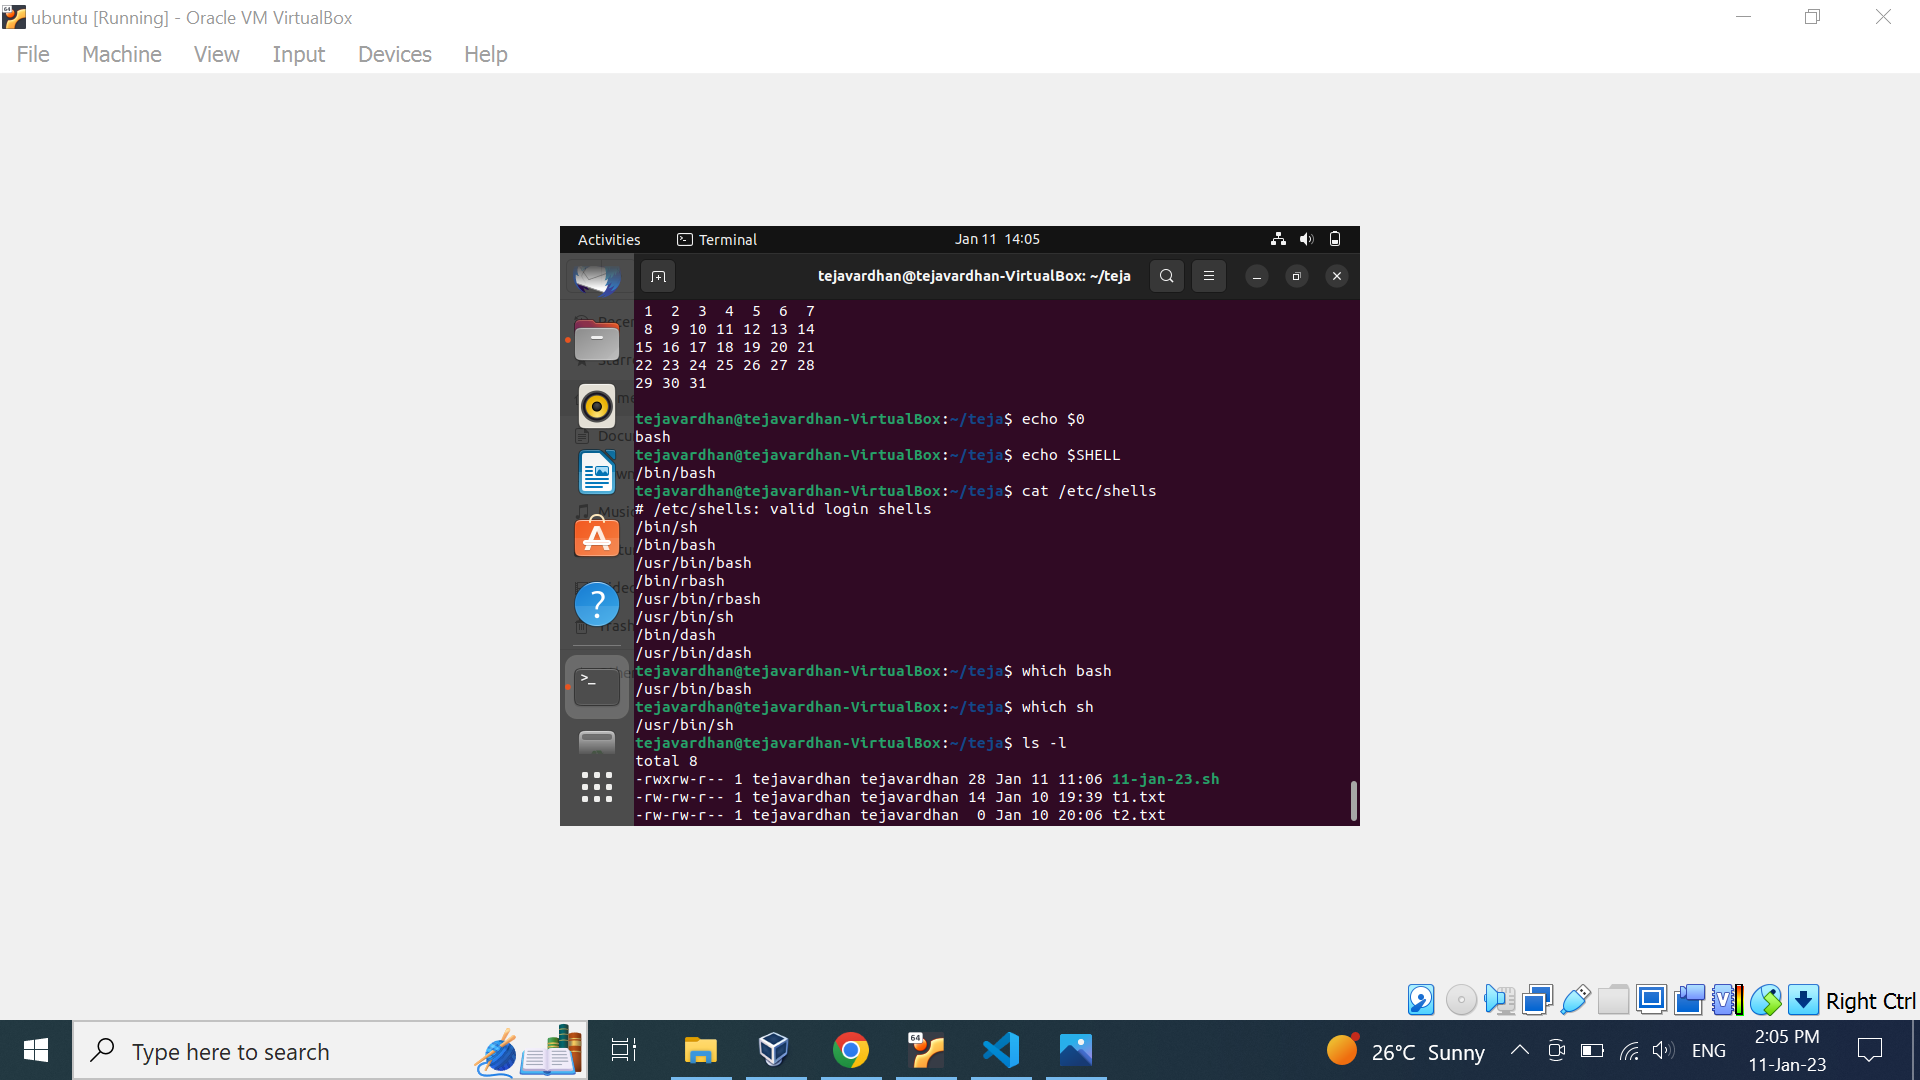 ubuntu [Running] - Oracle VM VirtualBox
File Machine View Input Devices Help
Activities Terminal Jan 11 14:05
tejavardhan@tejavardhan-VirtualBox: ~/teja
1 2 3 4 5 6 7
8 9 10 11 12 13 14
15 16 17 18 19 20 21
22 23 24 25 26 27 28
29 30 31
tejavardhan@tejavardhan-VirtualBox:~/teja$ echo $0
bash
tejavardhan@tejavardhan-VirtualBox:~/teja$ echo $SHELL
/bin/bash
tejavardhan@tejavardhan-VirtualBox:~/teja$ cat /etc/shells
# /etc/shells: valid login shells
/bin/sh
/bin/bash
/usr/bin/bash
/bin/rbash
/usr/bin/rbash
/usr/bin/sh
/bin/dash
/usr/bin/dash
tejavardhan@tejavardhan-VirtualBox:~/teja$ which bash
/usr/bin/bash
tejavardhan@tejavardhan-VirtualBox:~/teja$ which sh
/usr/bin/sh
tejavardhan@tejavardhan-VirtualBox:~/teja$ ls -l
total 8
-rwxrw-r-- 1 tejavardhan tejavardhan 28 Jan 11 11:06 11-jan-23.sh
-rw-rw-r-- 1 tejavardhan tejavardhan 14 Jan 10 19:39 t1.txt
-rw-rw-r-- 1 tejavardhan tejavardhan 0 Jan 10 20:06 t2.txt
Right Ctrl
Type here to search
64
26°C Sunny
ENG
2:05 PM
11-Jan-23